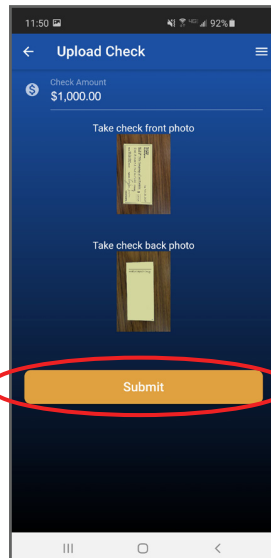 11:50 92%
Upload Check
Check Amount
$1,000.00
Take check front photo
Take check back photo
Submit